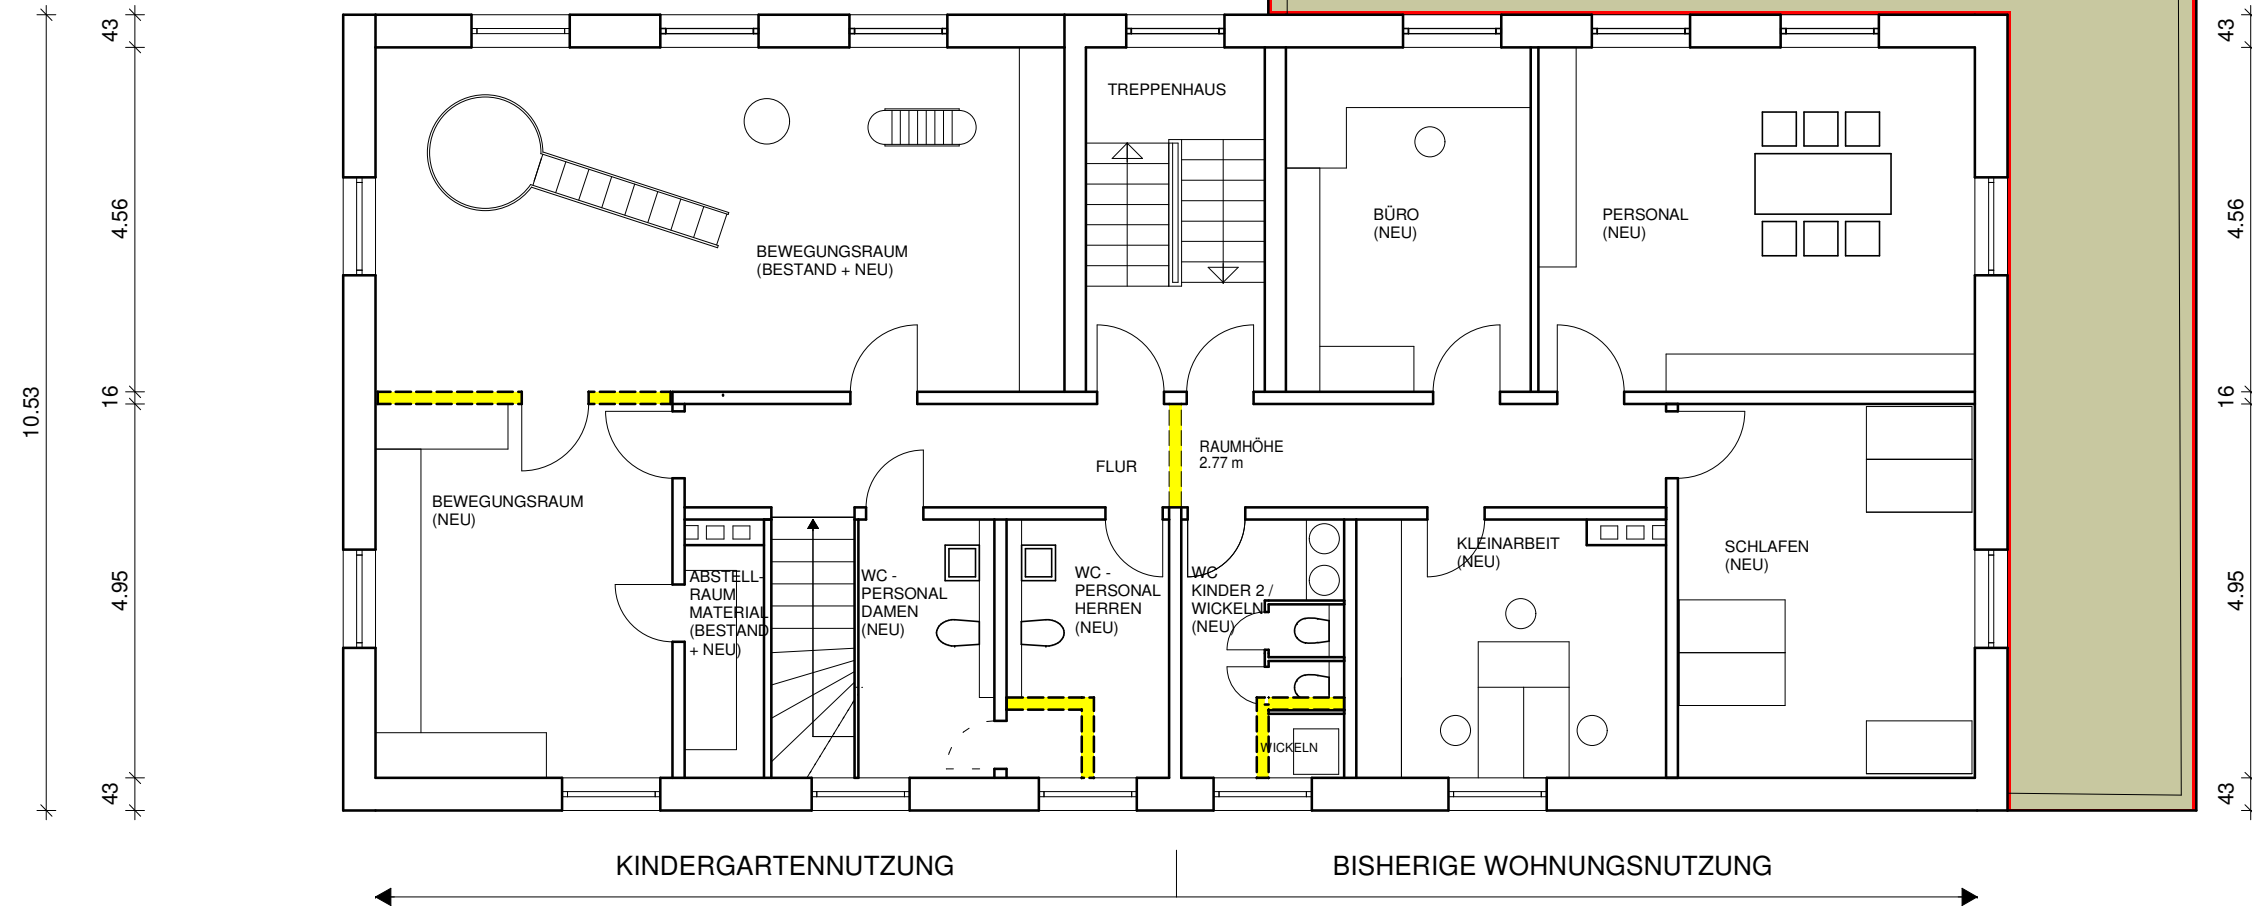 43
43
TREPPENHAUS
4.56
BEWEGUNGSRAUM
(BESTAND + NEU)
BÜRO
(NEU)
PERSONAL
(NEU)
4.56
10.53
16
16
BEWEGUNGSRAUM
(NEU)
FLUR
RAUMHÖHE
2.77 m
4.95
ABSTELL-
RAUM
MATERIAL
(BESTAND
+ NEU)
WC -
PERSONAL
DAMEN
(NEU)
WC -
PERSONAL
HERREN
(NEU)
WC
KINDER 2 /
WICKELN
(NEU)
WICKELN
KLEINARBEIT
(NEU)
SCHLAFEN
(NEU)
4.95
43
43
KINDERGARTENNUTZUNG
BISHERIGE WOHNUNGSNUTZUNG